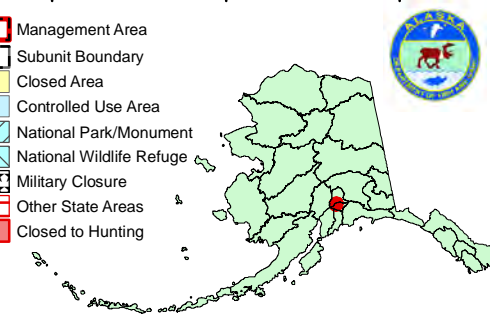 Management Area
Subunit Boundary
Closed Area
Controlled Use Area
National Park/Monument
National Wildlife Refuge
Military Closure
Other State Areas
Closed to Hunting
ALASKA